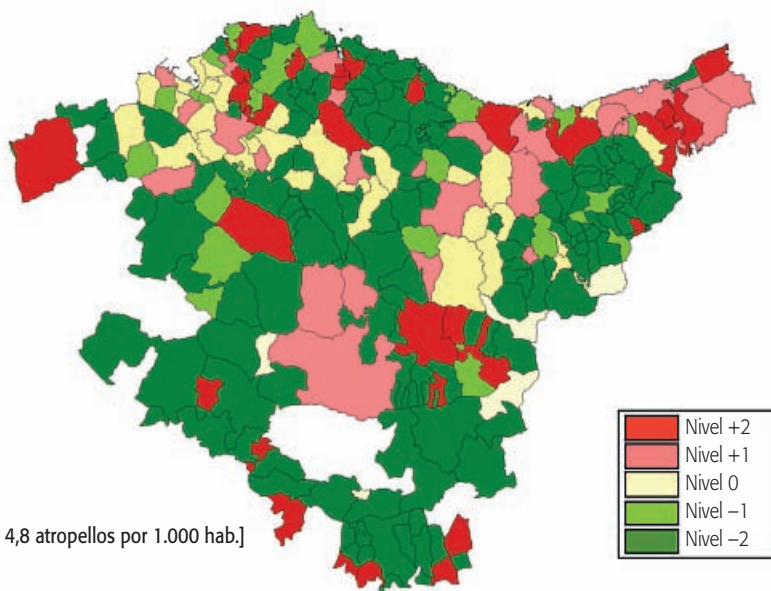 Nivel +2
Nivel +1
Nivel 0
Nivel –1
Nivel –2
4,8 atropellos por 1.000 hab.]